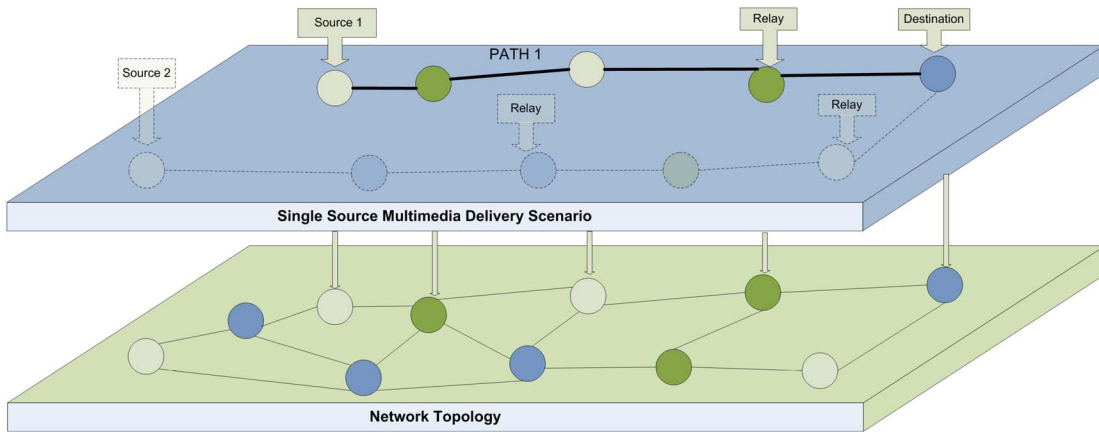 Source 1
Relay
Destination
PATH 1
Source 2
Relay
Relay
Single Source Multimedia Delivery Scenario
Network Topology